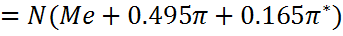 = N(Me + 0.495π + 0.165π*)